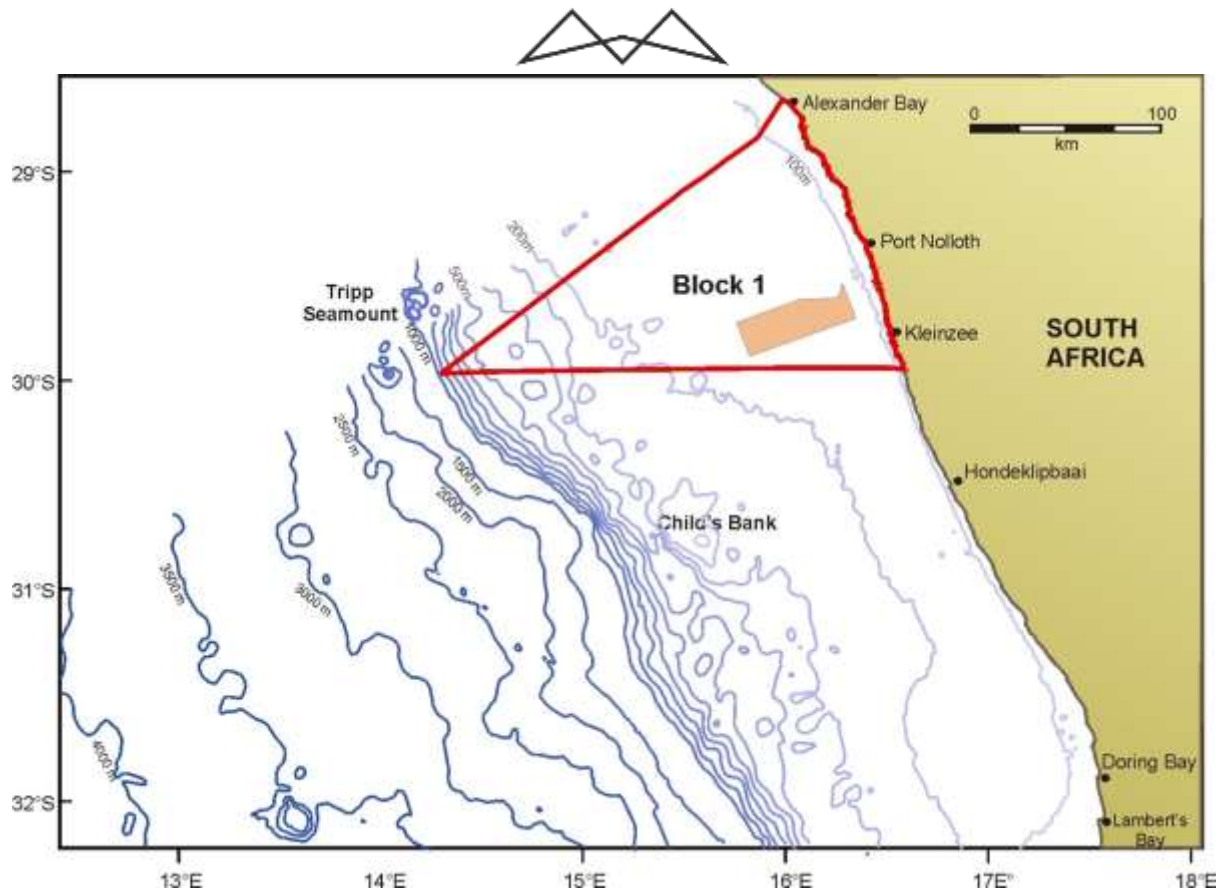 Alexander Bay
0 100
km
29°S
100m
Port Nolloth
200m
Block 1
500m
Tripp
Seamount
1000 m
Kleinzee
SOUTH
AFRICA
30°S
2500 m
1500 m
2000 m
Hondeklipbaai
Child's Bank
31°S
3500 m
3000 m
4000 m
Doring Bay
32°S
Lambert's
Bay
13°E 14°E 15°E 16°E 17E° 18°E